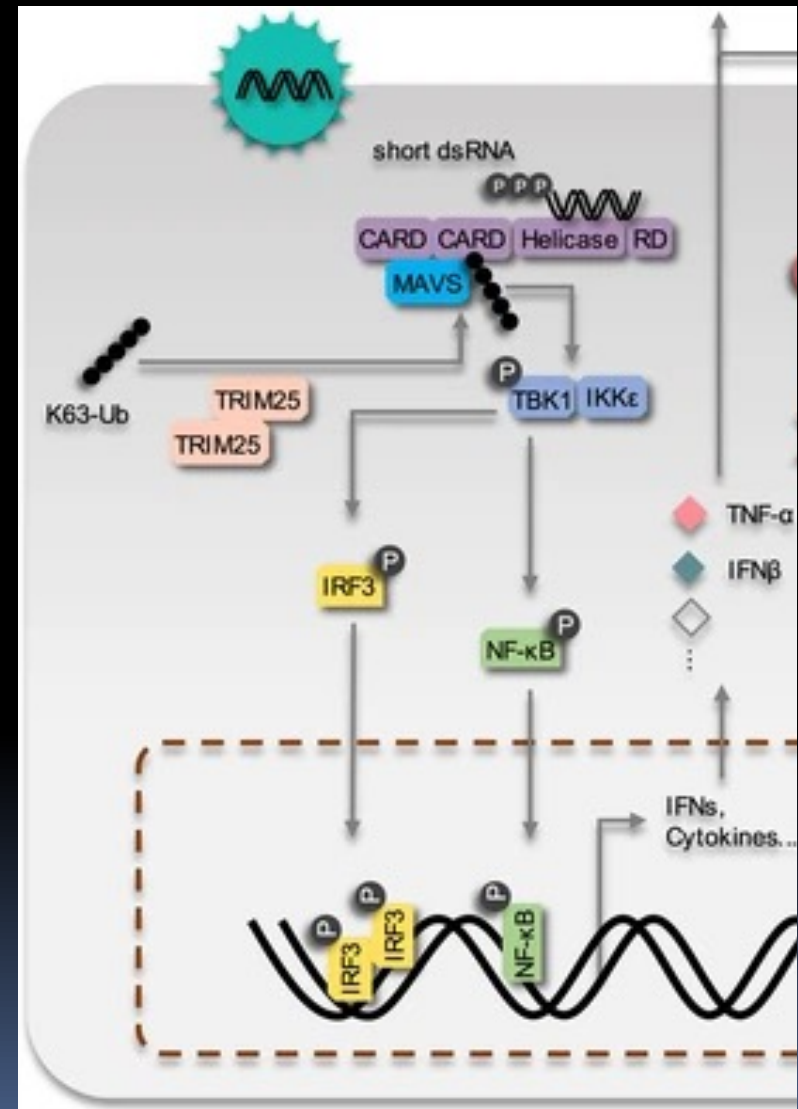 short dsRNA
P P P
CARD CARD Helicase RD
MAVS
K63-Ub
TRIM25
TRIM25
P
TBK1 IKKε
P
IRF3
P
NF-κB
TNF-α
IFNβ
IFNs,
Cytokines...
P
P
IRF3
IRF3
P
NF-κB